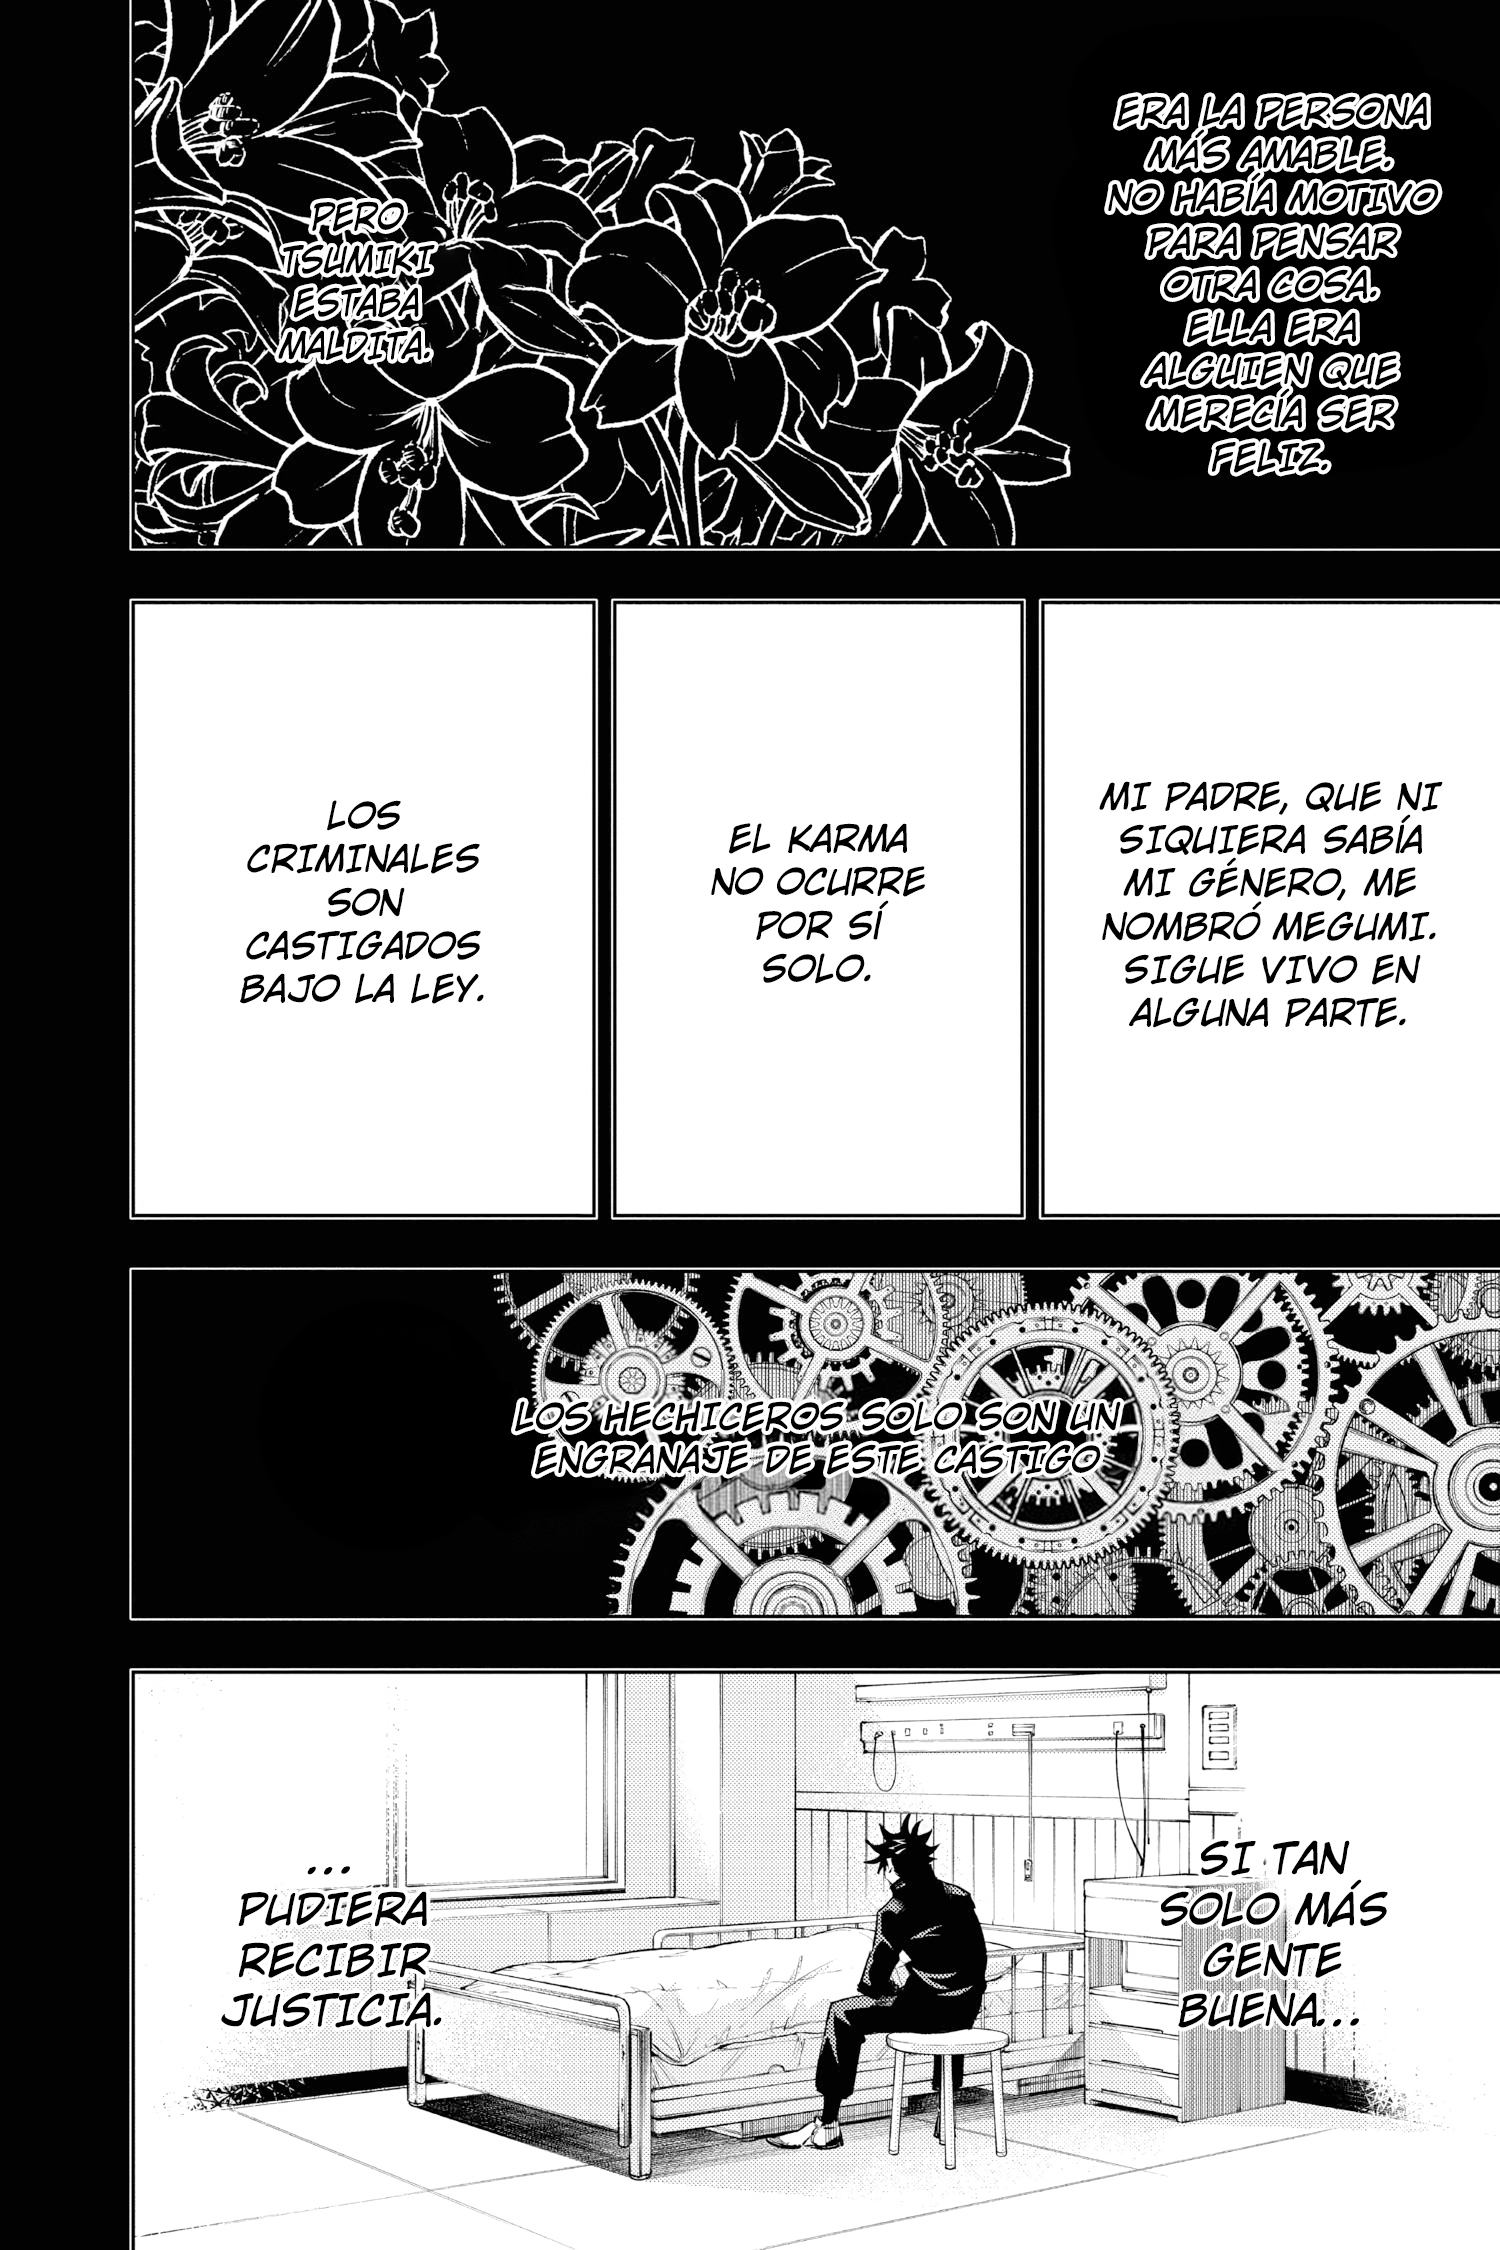 ERA LA PERSONA
MÁS AMABLE.
NO HABÍA MOTIVO
PARA PENSAR
OTRA COSA.
ELLA ERA
ALGUIEN QUE
MERECÍA SER
FELIZ.
PERO
TSUMIKI
ESTABA
MALDITA.
MI PADRE, QUE NI
SIQUIERA SABÍA
MI GÉNERO, ME
NOMBRÓ MEGUMI.
SIGUE VIVO EN
ALGUNA PARTE.
EL KARMA
NO OCURRE
POR SÍ
SOLO.
LOS
CRIMINALES
SON
CASTIGADOS
BAJO LA LEY.
LOS HECHICEROS SOLO SON UN
ENGRANAJE DE ESTE CASTIGO
SI TAN
SOLO MÁS
GENTE
BUENA...
...
PUDIERA
RECIBIR
JUSTICIA.